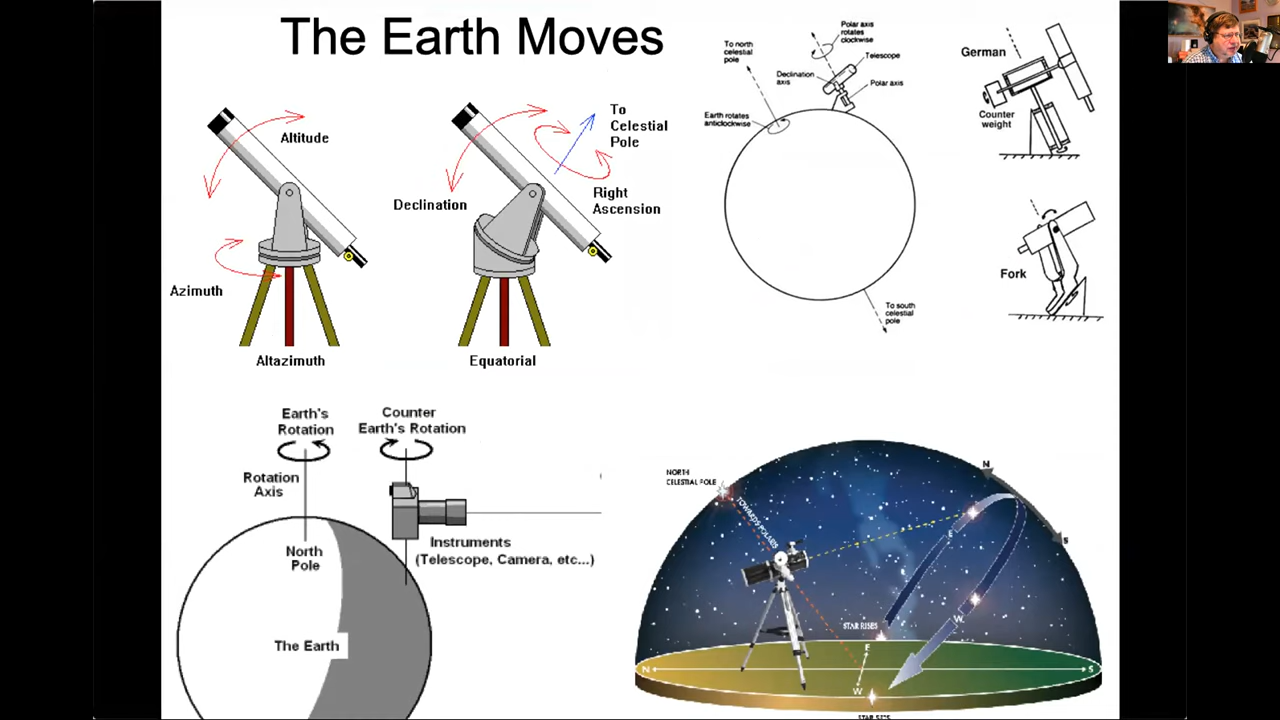 The Earth Moves
Altitude
Azimuth
Altazimuth
To
Celestial
Pole
Declination
Right
Ascension
Equatorial
To north
celestial
pole
Polar axis
rotates
clockwise
Telescope
Declination
axis
Polar axis
Earth rotates
anticlockwise
To south
celestial
pole
German
Counter
weight
Fork
Earth's
Rotation
Counter
Earth's Rotation
Rotation
Axis
North
Pole
Instruments
(Telescope, Camera, etc...)
The Earth
NORTH
CELESTIAL POLE
TOWARDS POLARIS
N
S
E
E
W
STAR RISES
E
N
S
W
STAR SETS